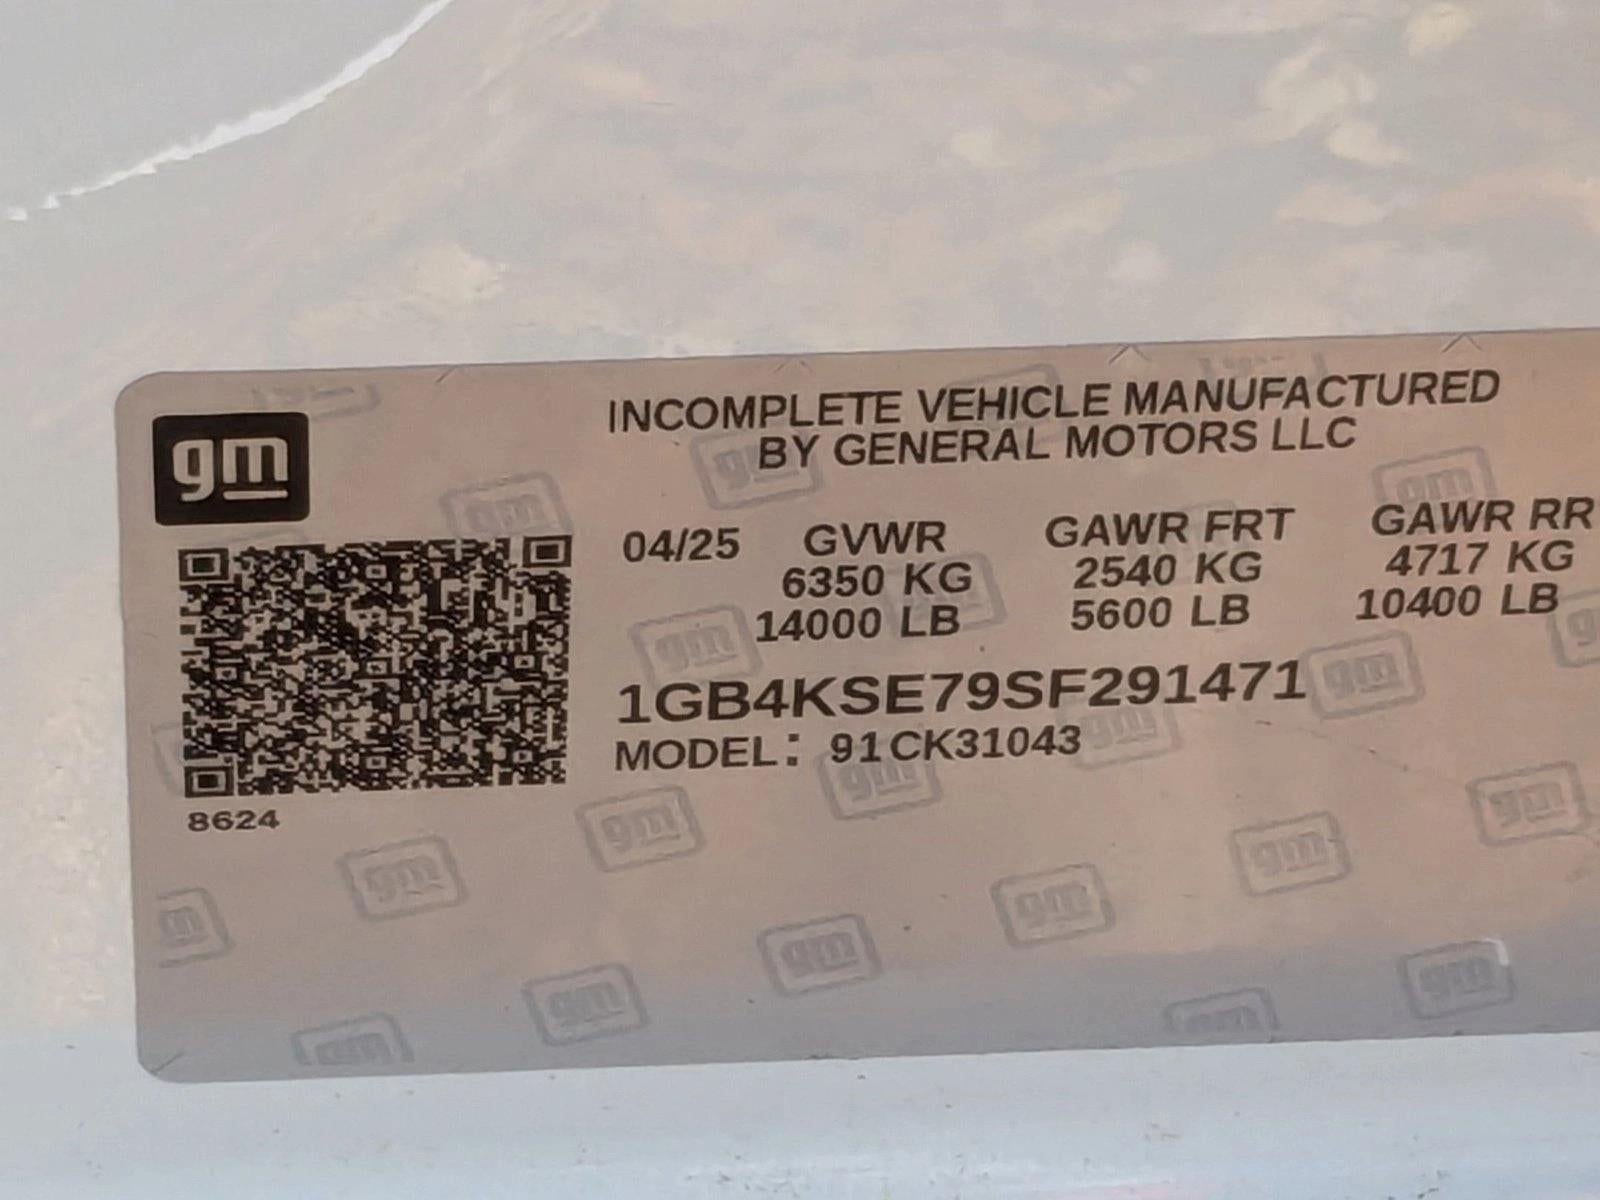 gm
INCOMPLETE VEHICLE MANUFACTURED
BY GENERAL MOTORS LLC
04/25 GVWR GAWR FRT GAWR RR
6350 KG 2540 KG 4717 KG
14000 LB 5600 LB 10400 LB
1GB4KSE79SF291471
MODEL: 91CK31043
8624